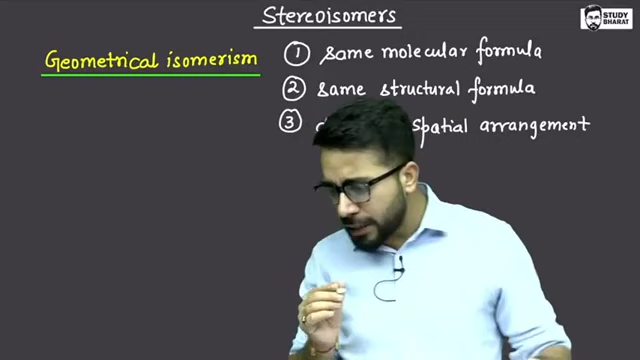 Stereoisomers
STUDY
BHARAT
Geometrical isomerism
① same molecular formula
② same structural formula
③ spatial arrangement